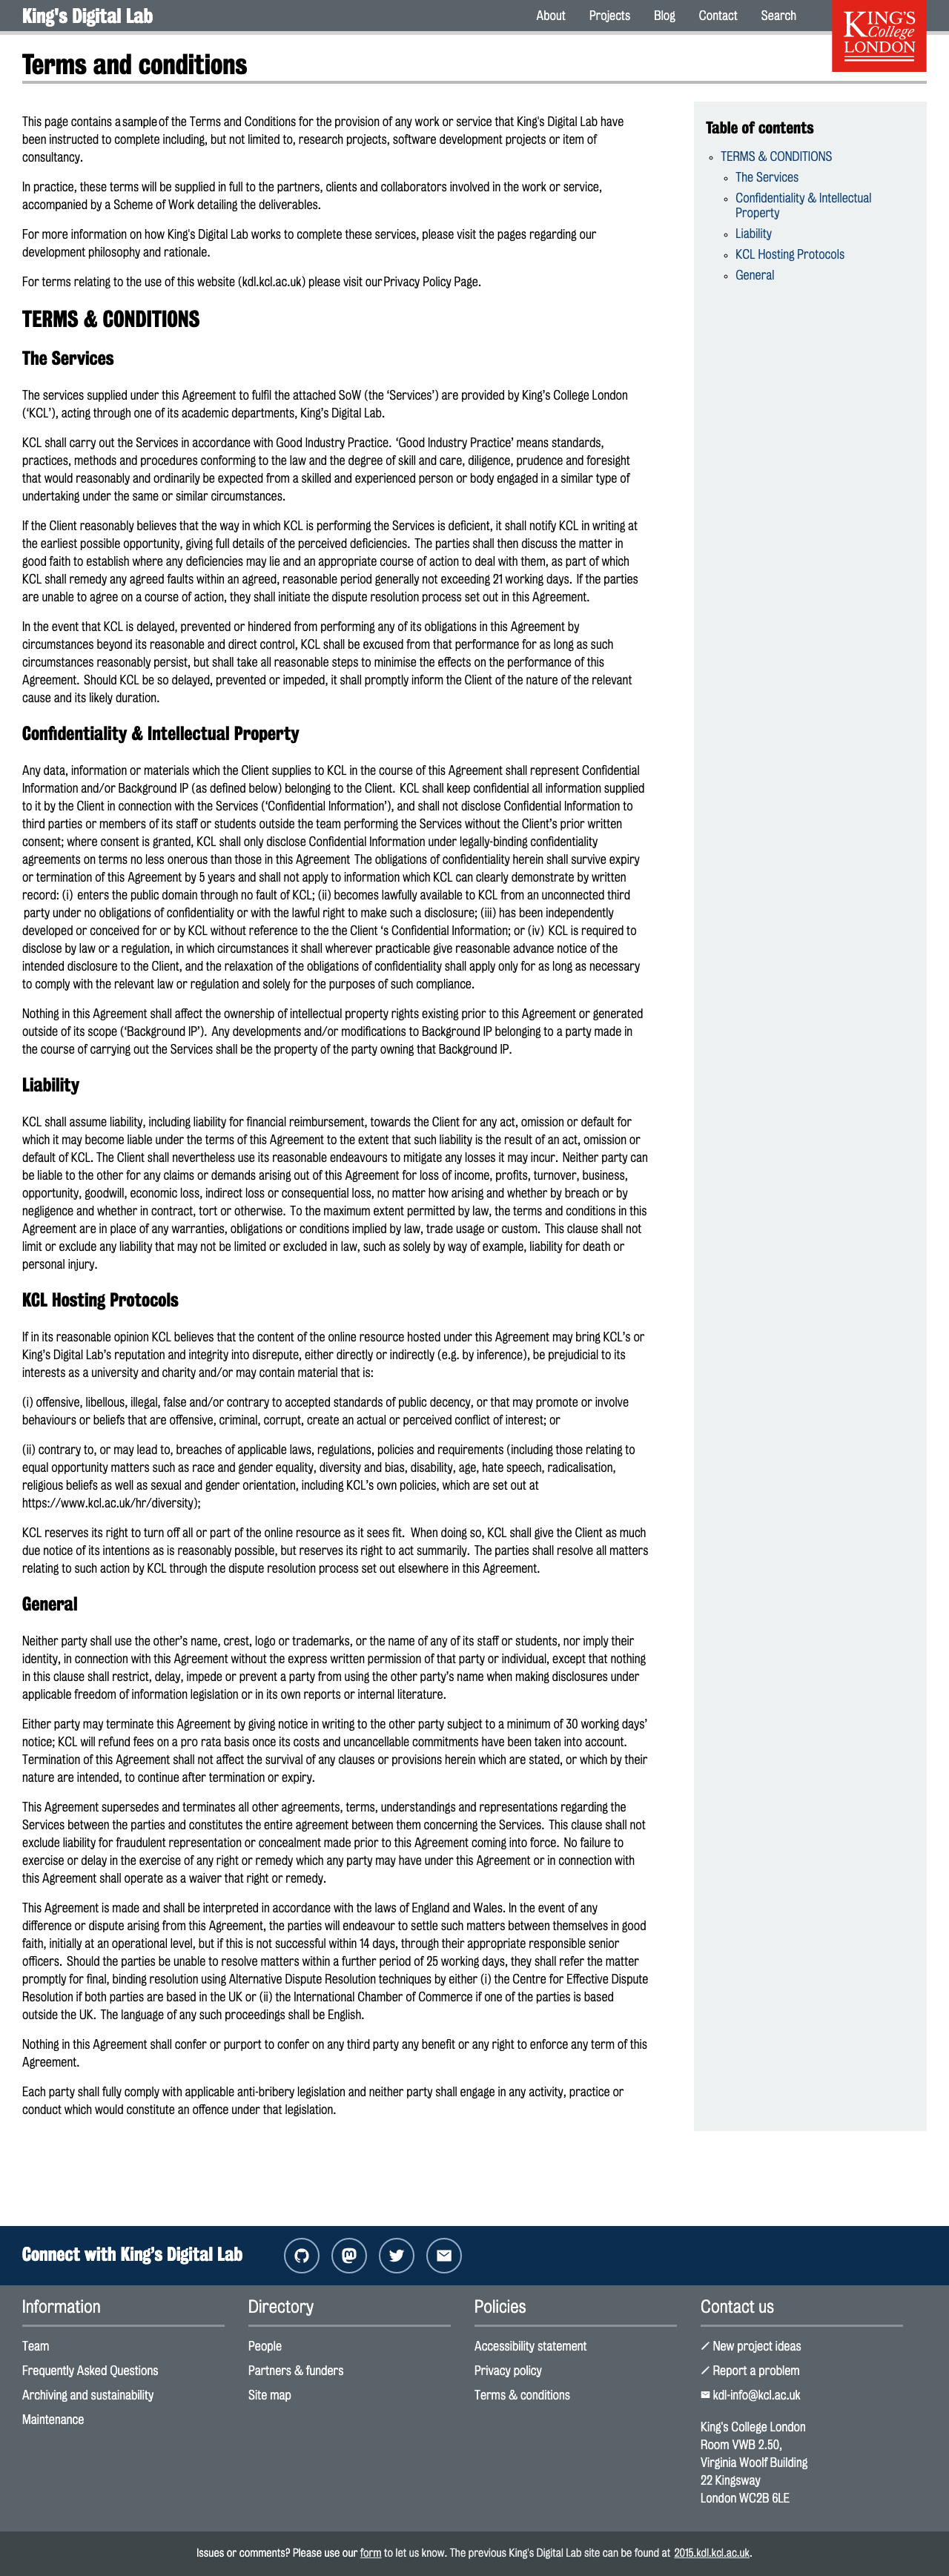 King's Digital Lab
About Projects Blog Contact Search
KING'S
College
LONDON
Terms and conditions
This page contains a sample of the Terms and Conditions for the provision of any work or service that King's Digital Lab have
been instructed to complete including, but not limited to, research projects, software development projects or item of
consultancy.
In practice, these terms will be supplied in full to the partners, clients and collaborators involved in the work or service,
accompanied by a Scheme of Work detailing the deliverables.
For more information on how King's Digital Lab works to complete these services, please visit the pages regarding our
development philosophy and rationale.
For terms relating to the use of this website (kdl.kcl.ac.uk) please visit our Privacy Policy Page.
Table of contents
TERMS & CONDITIONS
The Services
Confidentiality & Intellectual
Property
Liability
KCL Hosting Protocols
General
TERMS & CONDITIONS
The Services
The services supplied under this Agreement to fulfil the attached SoW (the ‘Services’) are provided by King’s College London
(‘KCL’), acting through one of its academic departments, King’s Digital Lab.
KCL shall carry out the Services in accordance with Good Industry Practice. ‘Good Industry Practice’ means standards,
practices, methods and procedures conforming to the law and the degree of skill and care, diligence, prudence and foresight
that would reasonably and ordinarily be expected from a skilled and experienced person or body engaged in a similar type of
undertaking under the same or similar circumstances.
If the Client reasonably believes that the way in which KCL is performing the Services is deficient, it shall notify KCL in writing at
the earliest possible opportunity, giving full details of the perceived deficiencies. The parties shall then discuss the matter in
good faith to establish where any deficiencies may lie and an appropriate course of action to deal with them, as part of which
KCL shall remedy any agreed faults within an agreed, reasonable period generally not exceeding 21 working days. If the parties
are unable to agree on a course of action, they shall initiate the dispute resolution process set out in this Agreement.
In the event that KCL is delayed, prevented or hindered from performing any of its obligations in this Agreement by
circumstances beyond its reasonable and direct control, KCL shall be excused from that performance for as long as such
circumstances reasonably persist, but shall take all reasonable steps to minimise the effects on the performance of this
Agreement. Should KCL be so delayed, prevented or impeded, it shall promptly inform the Client of the nature of the relevant
cause and its likely duration.
Confidentiality & Intellectual Property
Any data, information or materials which the Client supplies to KCL in the course of this Agreement shall represent Confidential
Information and/or Background IP (as defined below) belonging to the Client. KCL shall keep confidential all information supplied
to it by the Client in connection with the Services (‘Confidential Information’), and shall not disclose Confidential Information to
third parties or members of its staff or students outside the team performing the Services without the Client’s prior written
consent; where consent is granted, KCL shall only disclose Confidential Information under legally-binding confidentiality
agreements on terms no less onerous than those in this Agreement The obligations of confidentiality herein shall survive expiry
or termination of this Agreement by 5 years and shall not apply to information which KCL can clearly demonstrate by written
record: (i) enters the public domain through no fault of KCL; (ii) becomes lawfully available to KCL from an unconnected third
party under no obligations of confidentiality or with the lawful right to make such a disclosure; (iii) has been independently
developed or conceived for or by KCL without reference to the the Client ‘s Confidential Information; or (iv) KCL is required to
disclose by law or a regulation, in which circumstances it shall wherever practicable give reasonable advance notice of the
intended disclosure to the Client, and the relaxation of the obligations of confidentiality shall apply only for as long as necessary
to comply with the relevant law or regulation and solely for the purposes of such compliance.
Nothing in this Agreement shall affect the ownership of intellectual property rights existing prior to this Agreement or generated
outside of its scope (‘Background IP’). Any developments and/or modifications to Background IP belonging to a party made in
the course of carrying out the Services shall be the property of the party owning that Background IP.
Liability
KCL shall assume liability, including liability for financial reimbursement, towards the Client for any act, omission or default for
which it may become liable under the terms of this Agreement to the extent that such liability is the result of an act, omission or
default of KCL. The Client shall nevertheless use its reasonable endeavours to mitigate any losses it may incur. Neither party can
be liable to the other for any claims or demands arising out of this Agreement for loss of income, profits, turnover, business,
opportunity, goodwill, economic loss, indirect loss or consequential loss, no matter how arising and whether by breach or by
negligence and whether in contract, tort or otherwise. To the maximum extent permitted by law, the terms and conditions in this
Agreement are in place of any warranties, obligations or conditions implied by law, trade usage or custom. This clause shall not
limit or exclude any liability that may not be limited or excluded in law, such as solely by way of example, liability for death or
personal injury.
KCL Hosting Protocols
If in its reasonable opinion KCL believes that the content of the online resource hosted under this Agreement may bring KCL’s or
King’s Digital Lab’s reputation and integrity into disrepute, either directly or indirectly (e.g. by inference), be prejudicial to its
interests as a university and charity and/or may contain material that is:
(i) offensive, libellous, illegal, false and/or contrary to accepted standards of public decency, or that may promote or involve
behaviours or beliefs that are offensive, criminal, corrupt, create an actual or perceived conflict of interest; or
(ii) contrary to, or may lead to, breaches of applicable laws, regulations, policies and requirements (including those relating to
equal opportunity matters such as race and gender equality, diversity and bias, disability, age, hate speech, radicalisation,
religious beliefs as well as sexual and gender orientation, including KCL’s own policies, which are set out at
https://www.kcl.ac.uk/hr/diversity);
KCL reserves its right to turn off all or part of the online resource as it sees fit. When doing so, KCL shall give the Client as much
due notice of its intentions as is reasonably possible, but reserves its right to act summarily. The parties shall resolve all matters
relating to such action by KCL through the dispute resolution process set out elsewhere in this Agreement.
General
Neither party shall use the other’s name, crest, logo or trademarks, or the name of any of its staff or students, nor imply their
identity, in connection with this Agreement without the express written permission of that party or individual, except that nothing
in this clause shall restrict, delay, impede or prevent a party from using the other party’s name when making disclosures under
applicable freedom of information legislation or in its own reports or internal literature.
Either party may terminate this Agreement by giving notice in writing to the other party subject to a minimum of 30 working days’
notice; KCL will refund fees on a pro rata basis once its costs and uncancellable commitments have been taken into account.
Termination of this Agreement shall not affect the survival of any clauses or provisions herein which are stated, or which by their
nature are intended, to continue after termination or expiry.
This Agreement supersedes and terminates all other agreements, terms, understandings and representations regarding the
Services between the parties and constitutes the entire agreement between them concerning the Services. This clause shall not
exclude liability for fraudulent representation or concealment made prior to this Agreement coming into force. No failure to
exercise or delay in the exercise of any right or remedy which any party may have under this Agreement or in connection with
this Agreement shall operate as a waiver that right or remedy.
This Agreement is made and shall be interpreted in accordance with the laws of England and Wales. In the event of any
difference or dispute arising from this Agreement, the parties will endeavour to settle such matters between themselves in good
faith, initially at an operational level, but if this is not successful within 14 days, through their appropriate responsible senior
officers. Should the parties be unable to resolve matters within a further period of 25 working days, they shall refer the matter
promptly for final, binding resolution using Alternative Dispute Resolution techniques by either (i) the Centre for Effective Dispute
Resolution if both parties are based in the UK or (ii) the International Chamber of Commerce if one of the parties is based
outside the UK. The language of any such proceedings shall be English.
Nothing in this Agreement shall confer or purport to confer on any third party any benefit or any right to enforce any term of this
Agreement.
Each party shall fully comply with applicable anti-bribery legislation and neither party shall engage in any activity, practice or
conduct which would constitute an offence under that legislation.
Connect with King’s Digital Lab
Information
Team
Frequently Asked Questions
Archiving and sustainability
Maintenance
Directory
People
Partners & funders
Site map
Policies
Accessibility statement
Privacy policy
Terms & conditions
Contact us
New project ideas
Report a problem
kdl-info@kcl.ac.uk
King's College London
Room VWB 2.50,
Virginia Woolf Building
22 Kingsway
London WC2B 6LE
Issues or comments? Please use our form to let us know. The previous King's Digital Lab site can be found at 2015.kdl.kcl.ac.uk.